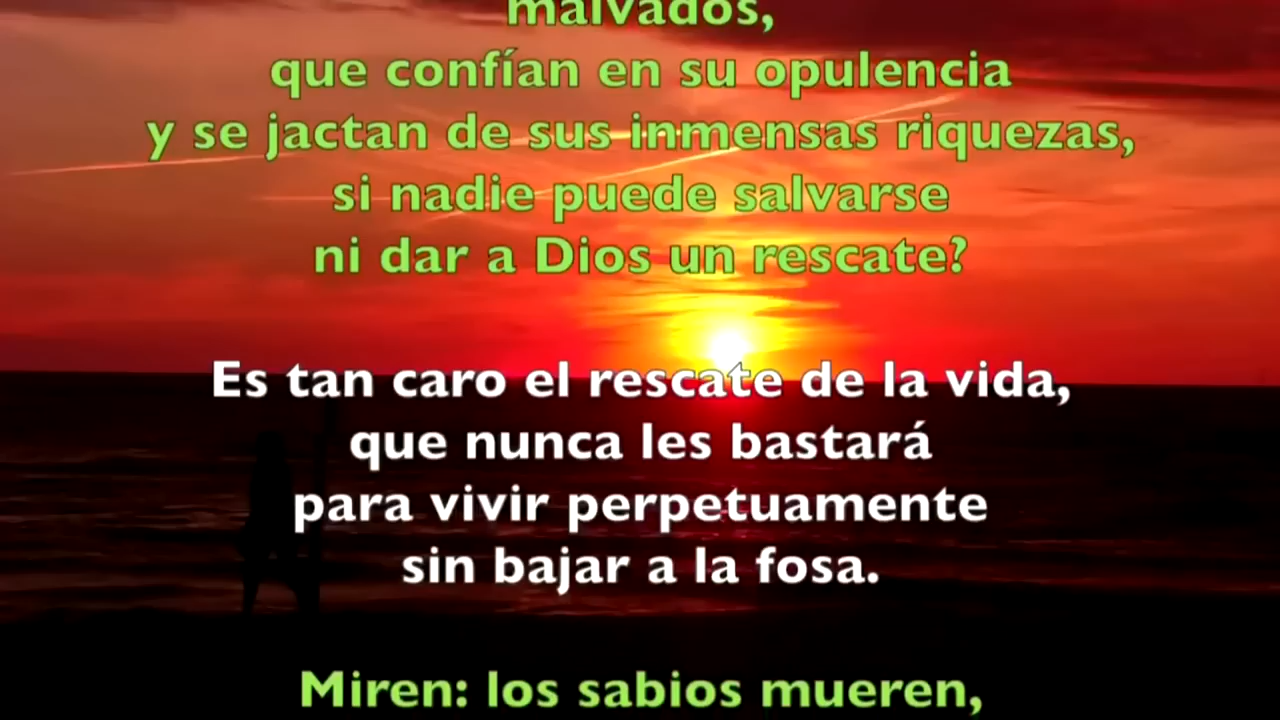 malvados,
que confían en su opulencia
y se jactan de sus inmensas riquezas,
si nadie puede salvarse
ni dar a Dios un rescate?
Es tan caro el rescate de la vida,
que nunca les bastará
para vivir perpetuamente
sin bajar a la fosa.
Miren: los sabios mueren,